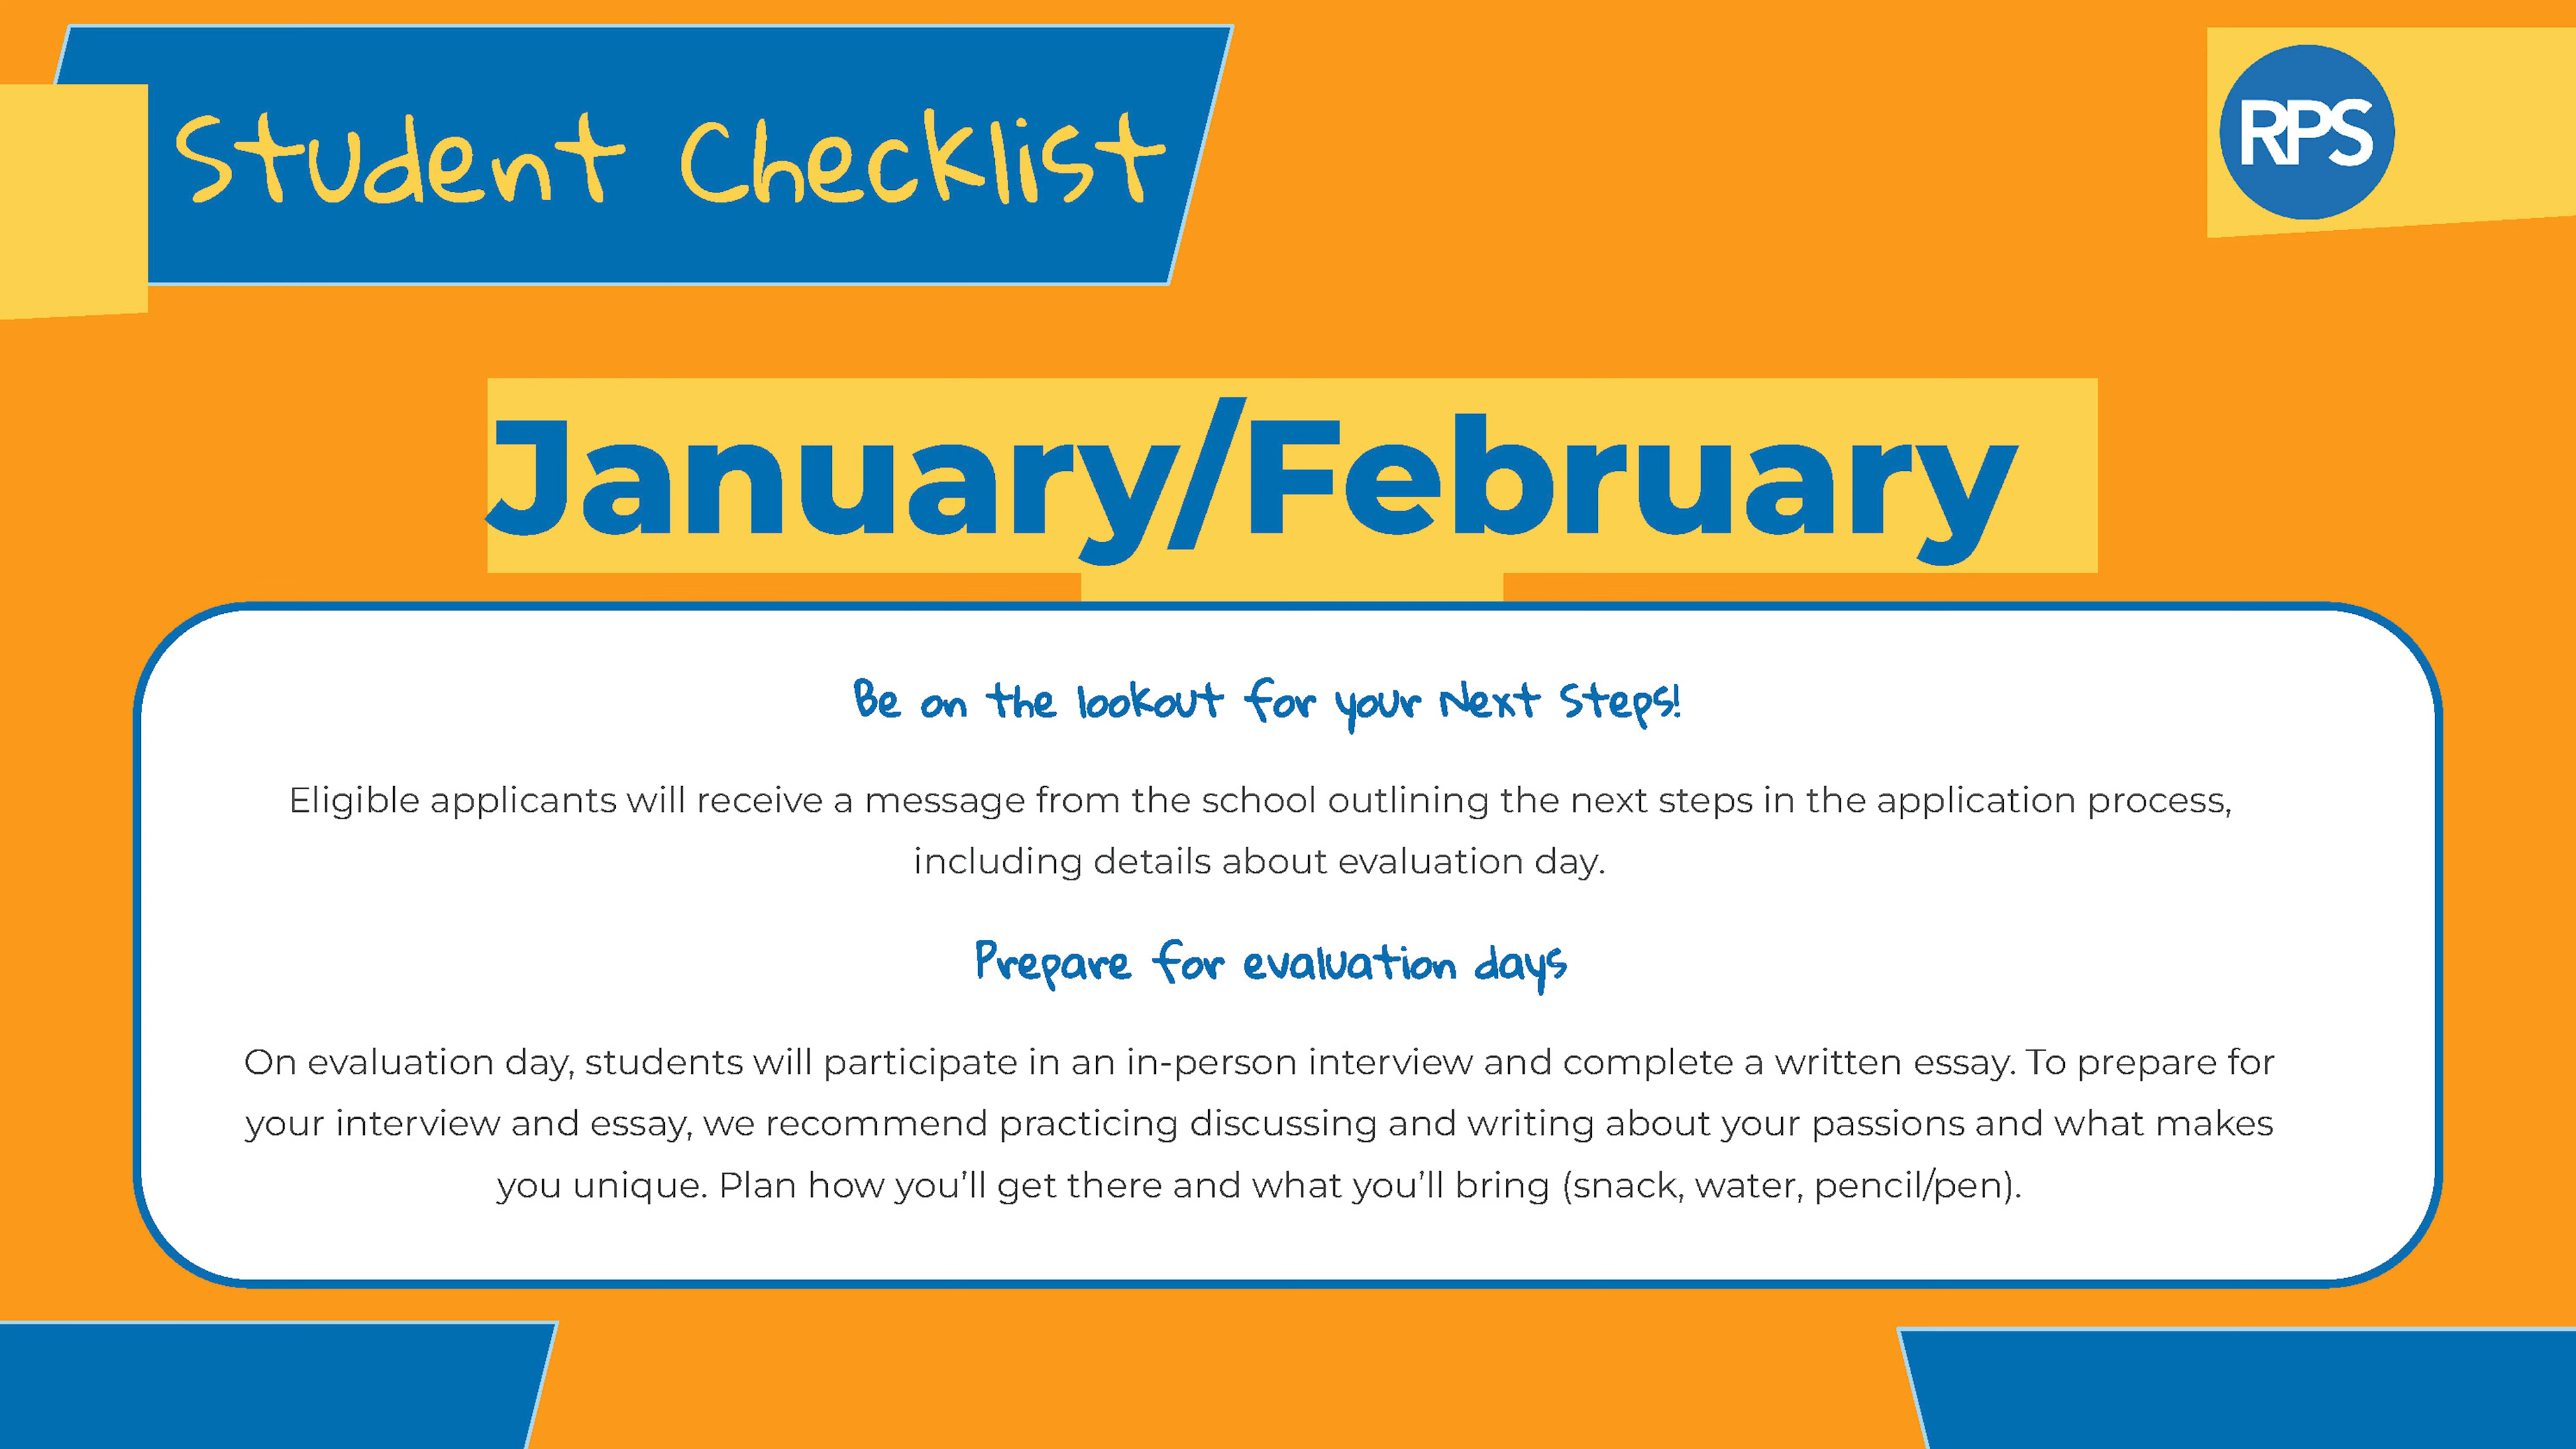 Student Checklist
RPS
January/February
Be on the lookout for your Next Steps!
Eligible applicants will receive a message from the school outlining the next steps in the application process,
including details about evaluation day.
Prepare for evaluation days
On evaluation day, students will participate in an in-person interview and complete a written essay. To prepare for
your interview and essay, we recommend practicing discussing and writing about your passions and what makes
you unique. Plan how you’ll get there and what you’ll bring (snack, water, pencil/pen).